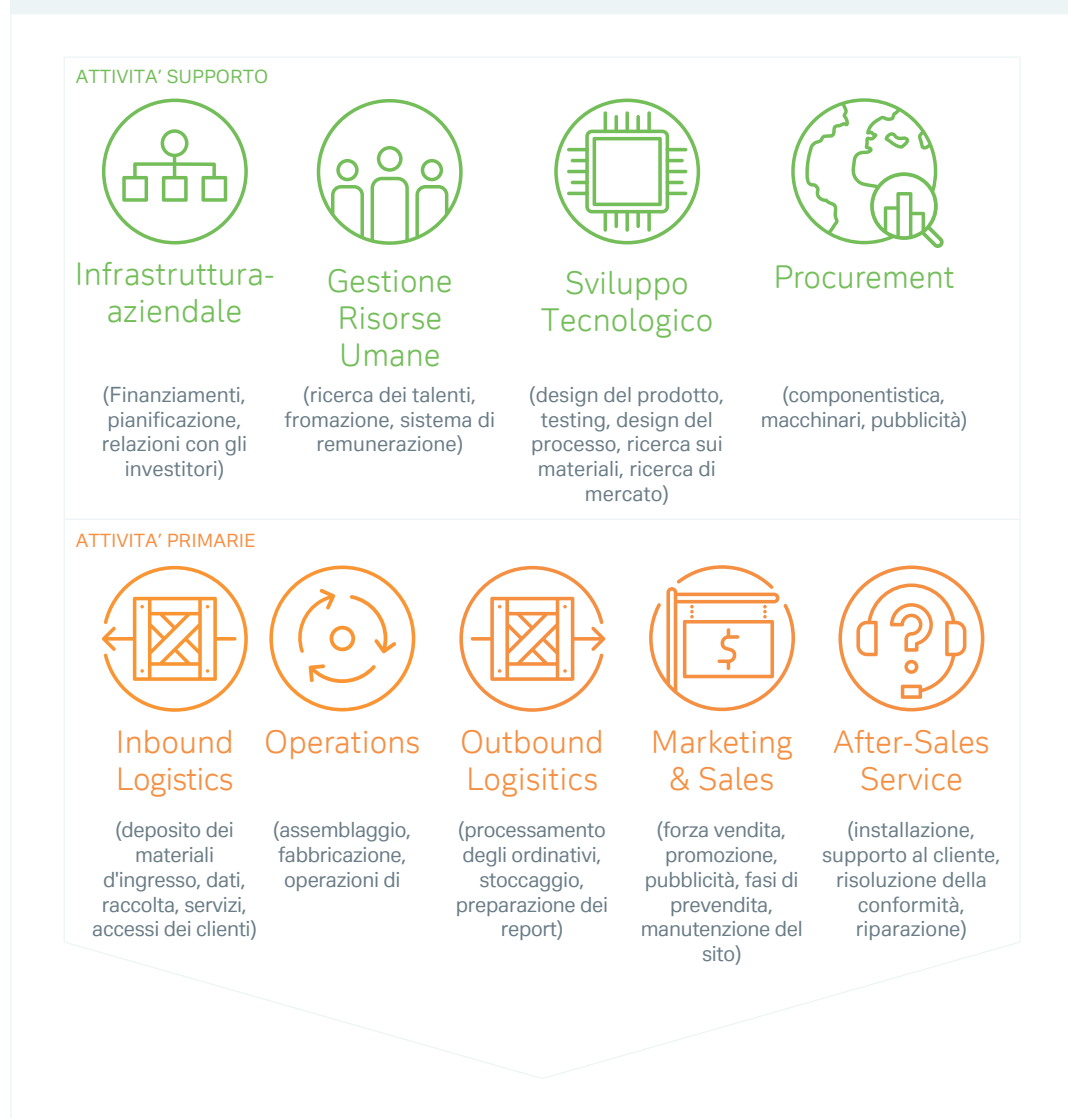 ATTIVITA’ SUPPORTO
Infrastruttura-
aziendale
(Finanziamenti,
pianificazione,
relazioni con gli
investitori)
Gestione
Risorse
Umane
(ricerca dei talenti,
fromazione, sistema di
remunerazione)
Sviluppo
Tecnologico
(design del prodotto,
testing, design del
processo, ricerca sui
materiali, ricerca di
mercato)
Procurement
(componentistica,
macchinari, pubblicità)
ATTIVITA’ PRIMARIE
Inbound
Logistics
(deposito dei
materiali
d'ingresso, dati,
raccolta, servizi,
accessi dei clienti)
Operations
(assemblaggio,
fabbricazione,
operazioni di
Outbound
Logisitics
(processamento
degli ordinativi,
stoccaggio,
preparazione dei
report)
$
Marketing
& Sales
(forza vendita,
promozione,
pubblicità, fasi di
prevendita,
manutenzione del
sito)
?
After-Sales
Service
(installazione,
supporto al cliente,
risoluzione della
conformità,
riparazione)